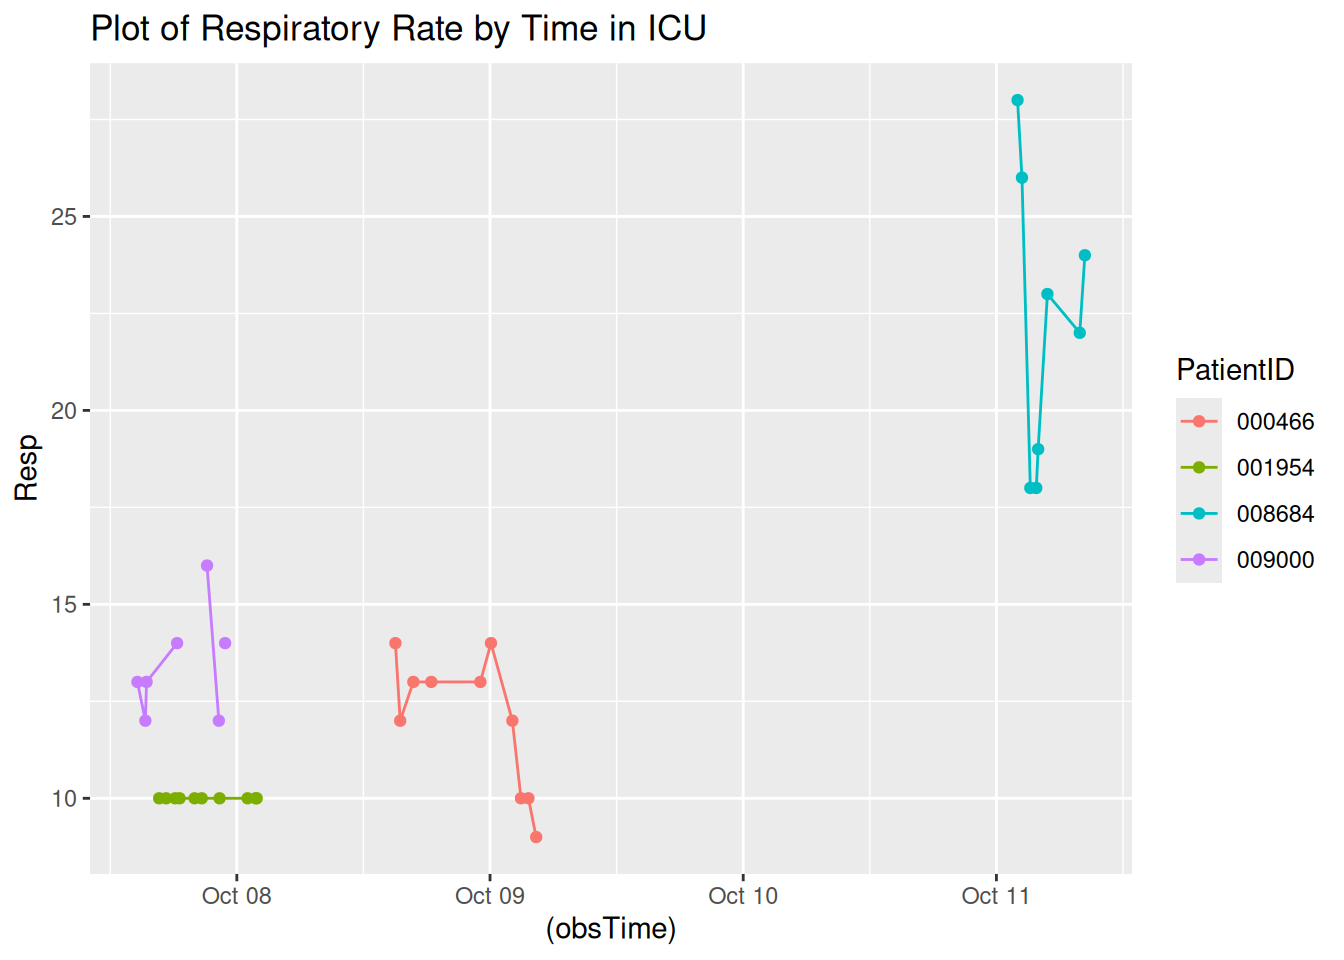 Plot of Respiratory Rate by Time in ICU
25
20
15
10
Resp
Oct 08
Oct 09
Oct 10
Oct 11
(obsTime)
PatientID
000466
001954
008684
009000